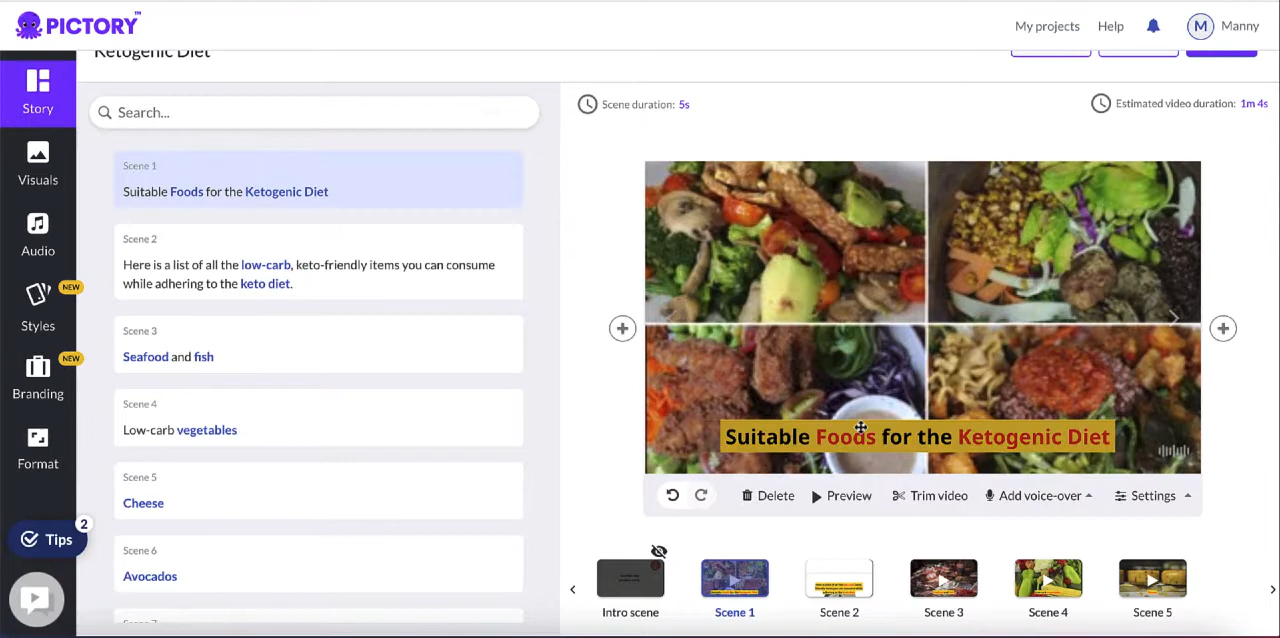 PICTORY™
My projects
Help
M
Manny
Ketogenic Diet
Story
Visuals
Audio
NEW
Styles
NEW
Branding
Format
2
Tips
Search...
Scene 1
Suitable Foods for the Ketogenic Diet
Scene 2
Here is a list of all the low-carb, keto-friendly items you can consume
while adhering to the keto diet.
Scene 3
Seafood and fish
Scene 4
Low-carb vegetables
Scene 5
Cheese
Scene 6
Avocados
Scene duration: 5s
Estimated video duration: 1m 4s
Suitable Foods for the Ketogenic Diet
Delete
Preview
Trim video
Add voice-over
Settings
Intro scene
Scene 1
Scene 2
Scene 3
Scene 4
Scene 5